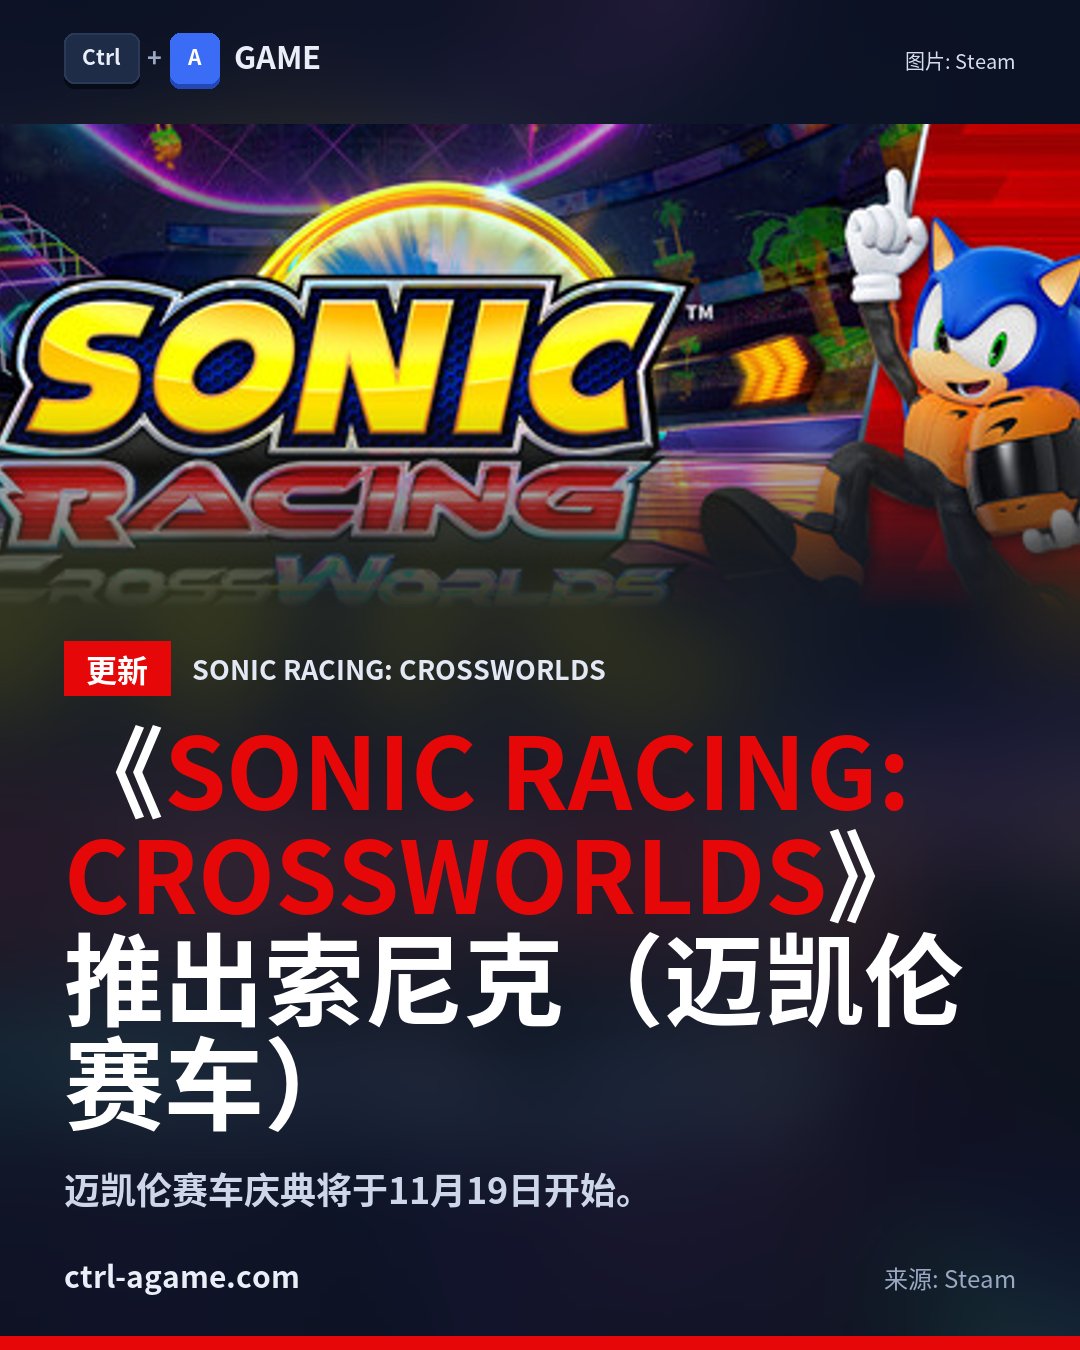 Ctrl + A GAME
图片: Steam
SONIC
TM
RACING
CROSSWORLDS
更新
SONIC RACING: CROSSWORLDS
《SONIC RACING:
CROSSWORLDS》
推出索尼克（迈凯伦
赛车）
迈凯伦赛车庆典将于11月19日开始。
ctrl-agame.com
来源: Steam